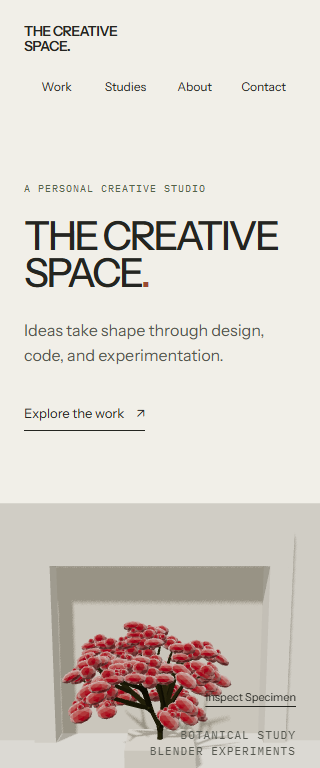 THE CREATIVE
SPACE.
Work Studies About Contact
A PERSONAL CREATIVE STUDIO
THE CREATIVE
SPACE.
Ideas take shape through design,
code, and experimentation.
Explore the work ↗
Inspect Specimen
BOTANICAL STUDY
BLENDER EXPERIMENTS